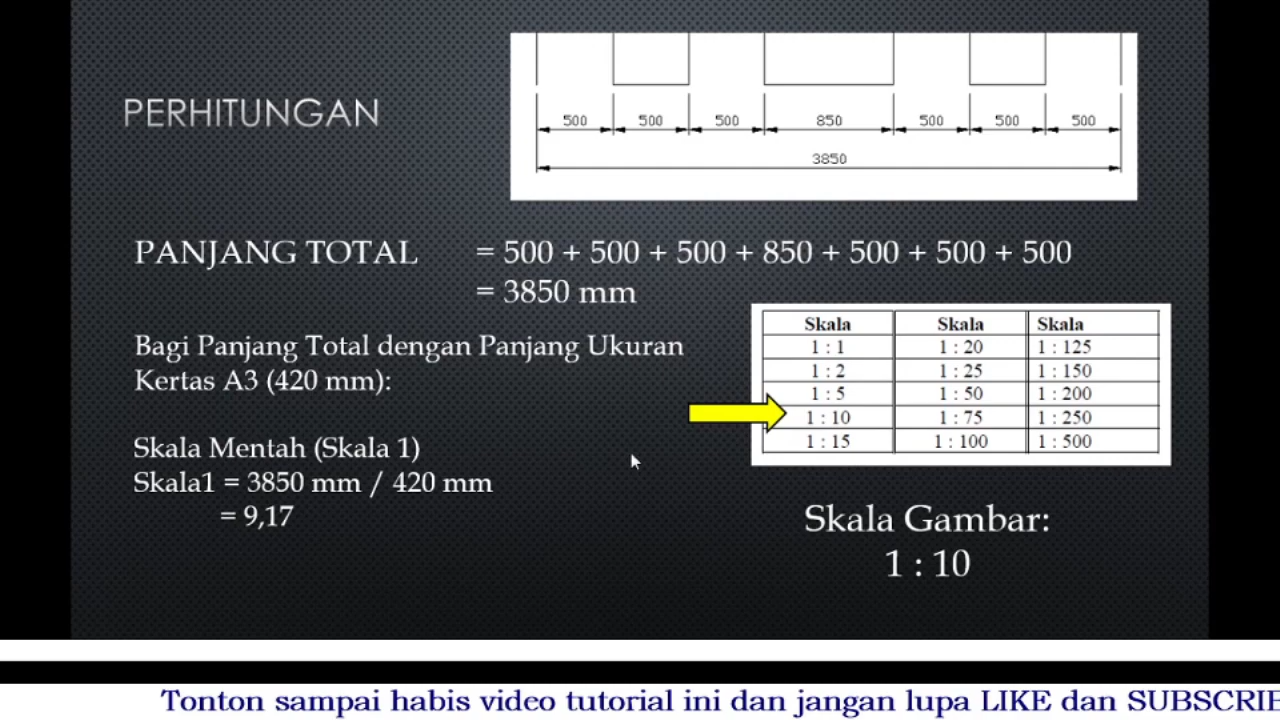 PERHITUNGAN
500 500 500 850 500 500 500
3850
PANJANG TOTAL = 500 + 500 + 500 + 850 + 500 + 500 + 500
= 3850 mm
Bagi Panjang Total dengan Panjang Ukuran
Kertas A3 (420 mm):
Skala Mentah (Skala 1)
Skala1 = 3850 mm / 420 mm
= 9,17
Skala Skala Skala
1 : 1 1 : 20 1 : 125
1 : 2 1 : 25 1 : 150
1 : 5 1 : 50 1 : 200
1 : 10 1 : 75 1 : 250
1 : 15 1 : 100 1 : 500
Skala Gambar:
1 : 10
Tonton sampai habis video tutorial ini dan jangan lupa LIKE dan SUBSCRIE